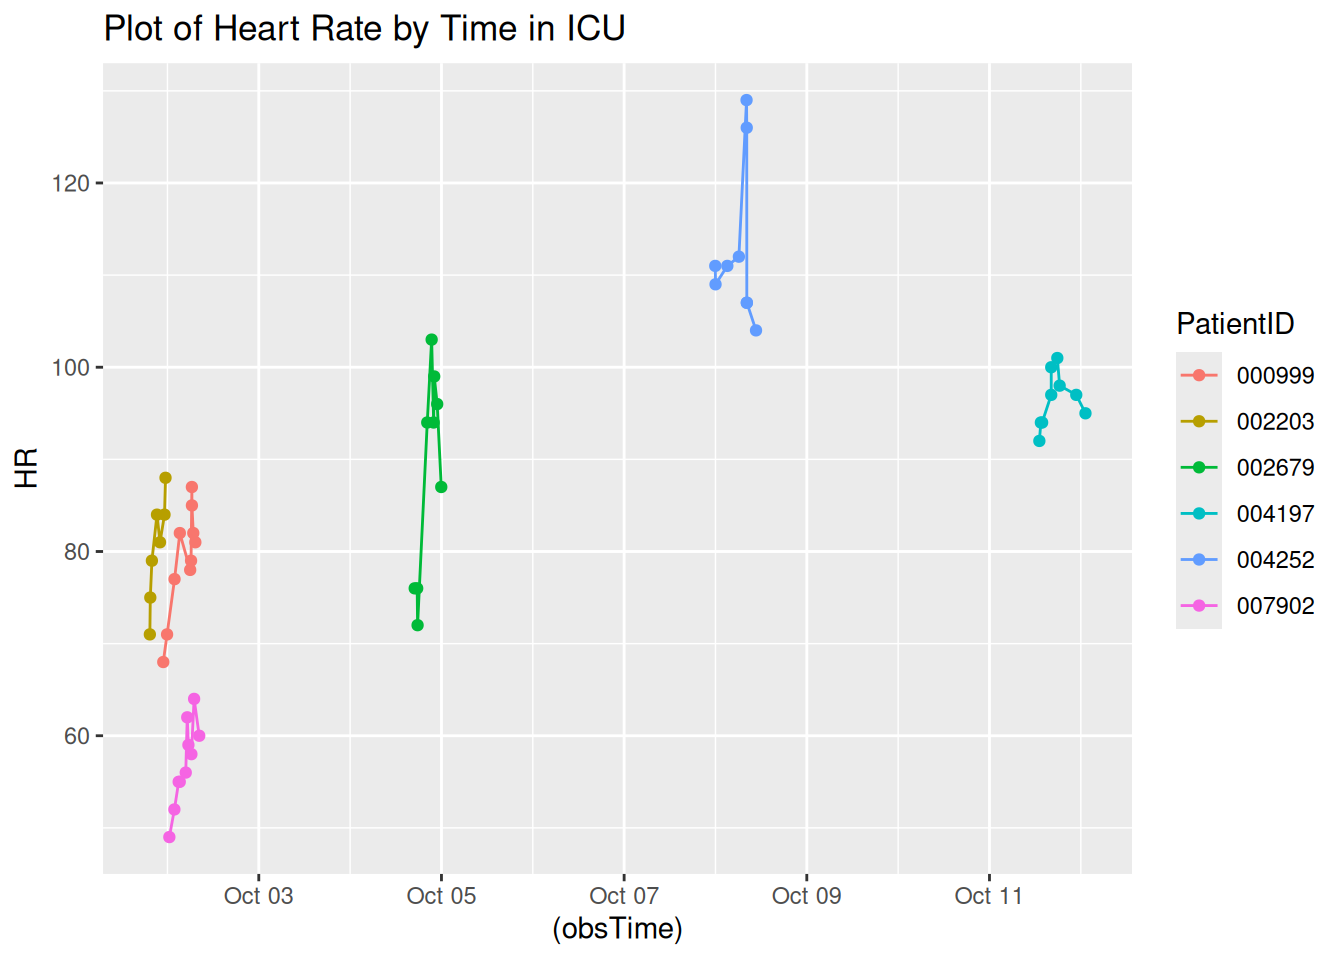 Plot of Heart Rate by Time in ICU
HR
120
100
80
60
Oct 03
Oct 05
Oct 07
Oct 09
Oct 11
(obsTime)
PatientID
000999
002203
002679
004197
004252
007902